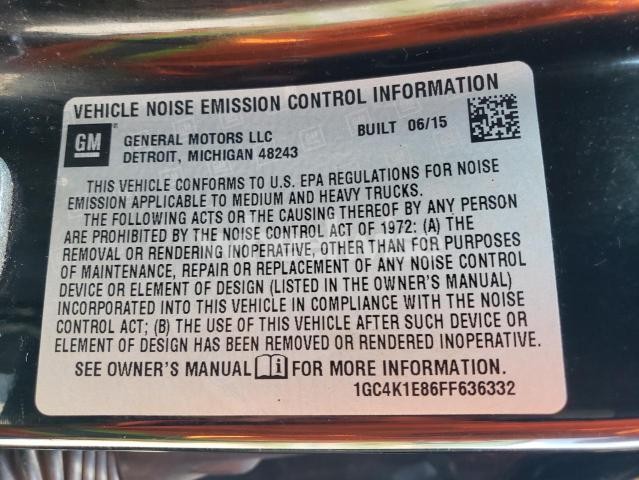 VEHICLE NOISE EMISSION CONTROL INFORMATION
GM
GENERAL MOTORS LLC
DETROIT, MICHIGAN 48243
BUILT 06/15
THIS VEHICLE CONFORMS TO U.S. EPA REGULATIONS FOR NOISE
EMISSION APPLICABLE TO MEDIUM AND HEAVY TRUCKS.
THE FOLLOWING ACTS OR THE CAUSING THEREOF BY ANY PERSON
ARE PROHIBITED BY THE NOISE CONTROL ACT OF 1972: (A) THE
REMOVAL OR RENDERING INOPERATIVE, OTHER THAN FOR PURPOSES
OF MAINTENANCE, REPAIR OR REPLACEMENT OF ANY NOISE CONTROL
DEVICE OR ELEMENT OF DESIGN (LISTED IN THE OWNER'S MANUAL)
INCORPORATED INTO THIS VEHICLE IN COMPLIANCE WITH THE NOISE
CONTROL ACT; (B) THE USE OF THIS VEHICLE AFTER SUCH DEVICE OR
ELEMENT OF DESIGN HAS BEEN REMOVED OR RENDERED INOPERATIVE.
SEE OWNER'S MANUAL i FOR MORE INFORMATION.
1GC4K1E86FF636332